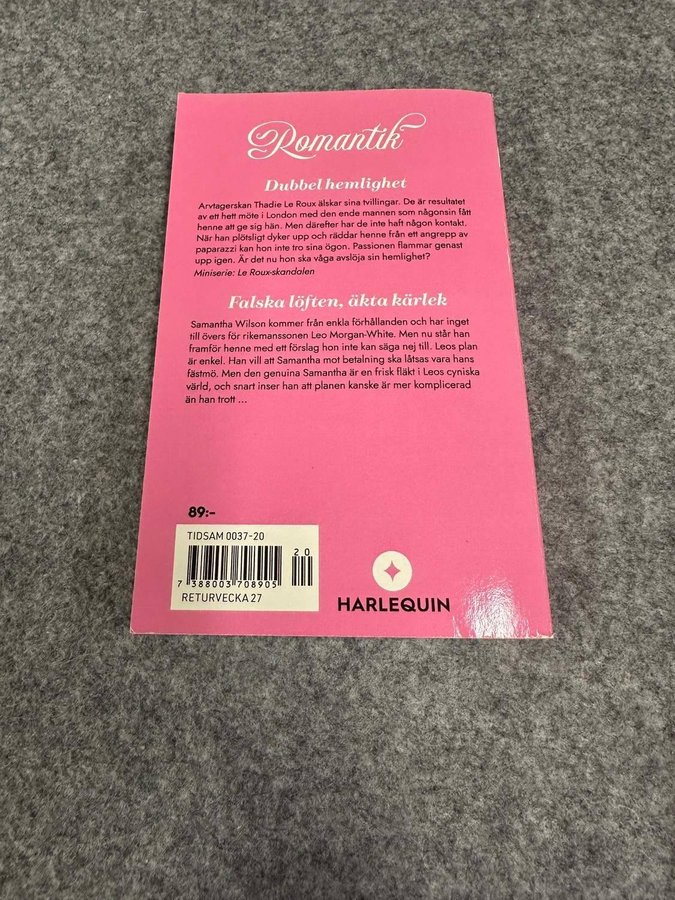 Romantik
Dubbel hemlighet
Arvtagerskan Thadie Le Roux älskar sina tvillingar. De är resultatet
av ett hett möte i London med den ende mannen som någonsin fått
henne att ge sig hän. Men därefter har de inte haft någon kontakt.
När han plötsligt dyker upp och räddar henne från ett angrepp av
paparazzi kan hon inte tro sina ögon. Passionen flammar genast
upp igen. Är det nu hon ska våga avslöja sin hemlighet?
Miniserie: Le Roux-skandalen
Falska löften, äkta kärlek
Samantha Wilson kommer från enkla förhållanden och har inget
till övers för rikemanssonen Leo Morgan-White. Men nu står han
framför henne med ett förslag hon inte kan säga nej till. Leos plan
är enkel. Han vill att Samantha mot betalning ska låtsas vara hans
fästmö. Men den genuina Samantha är en frisk fläkt i Leos cyniska
värld, och snart inser han att planen kanske är mer komplicerad
än han trott ...
89:-
TIDSAM 0037-20
20
7 388003 708905
RETURVECKA 27
HARLEQUIN